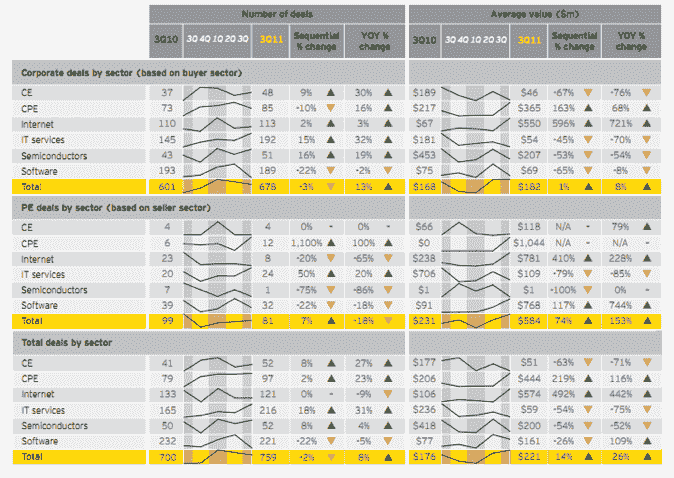 Number of deals Average value ($m)
3Q10 3Q 4Q 1Q 2Q 3Q 3Q11 Sequential % change YOY % change 3Q10 3Q 4Q 1Q 2Q 3Q 3Q11 Sequential % change YOY % change
Corporate deals by sector (based on buyer sector)
CE 37 48 9% 30% $189 $46 -67% -76%
CPE 73 85 -10% 16% $217 $365 163% 68%
Internet 110 113 2% 3% $67 $550 596% 721%
IT services 145 192 15% 32% $181 $54 -45% -70%
Semiconductors 43 51 16% 19% $453 $207 -53% -54%
Software 193 189 -22% -2% $75 $69 -65% -8%
Total 601 678 -3% 13% $168 $182 1% 8%
PE deals by sector (based on seller sector)
CE 4 4 0% - 0% - $66 $118 N/A - 79%
CPE 6 12 1,100% 100% $0 $1,044 N/A - N/A -
Internet 23 8 -20% -65% $238 $781 410% 228%
IT services 20 24 50% 20% $706 $109 -79% -85%
Semiconductors 7 1 -75% -86% $1 $1 -100% 0% -
Software 39 32 -22% -18% $91 $768 117% 744%
Total 99 81 7% -18% $231 $584 74% 153%
Total deals by sector
CE 41 52 8% 27% $177 $51 -63% -71%
CPE 79 97 2% 23% $206 $444 219% 116%
Internet 133 121 0% - -9% $106 $574 492% 442%
IT services 165 216 18% 31% $236 $59 -54% -75%
Semiconductors 50 52 8% 4% $418 $200 -54% -52%
Software 232 221 -22% -5% $77 $161 -26% 109%
Total 700 759 -2% 8% $176 $221 14% 26%